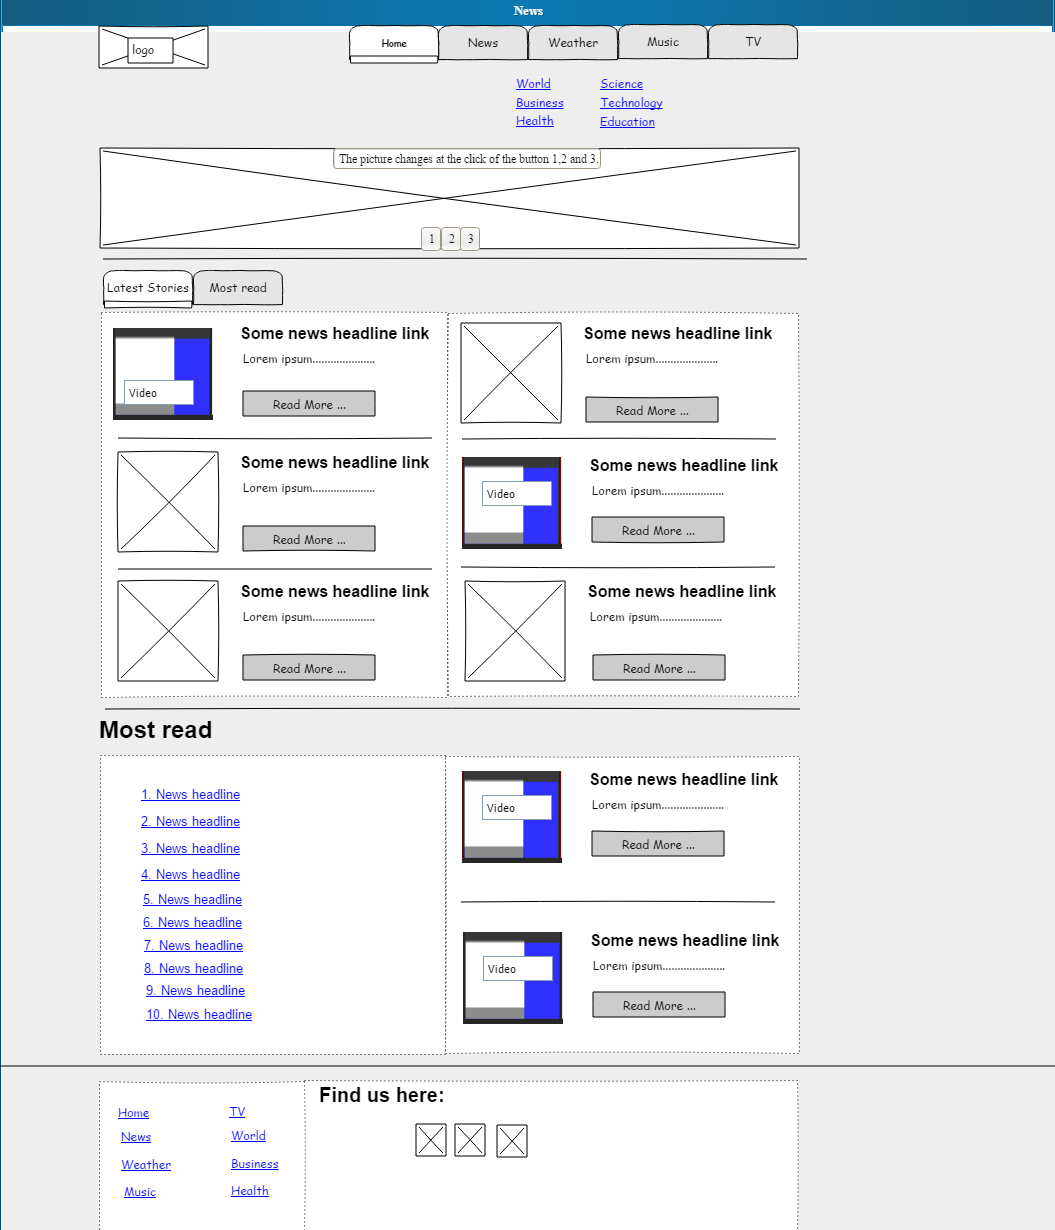 News
logo
Home News Weather Music TV
World Science
Business Technology
Health Education
The picture changes at the click of the button 1,2 and 3.
1 2 3
Latest Stories Most read
Some news headline link
Lorem ipsum.....................
Video
Read More ...
Some news headline link
Lorem ipsum.....................
Read More ...
Some news headline link
Lorem ipsum.....................
Read More ...
Some news headline link
Video
Lorem ipsum.....................
Read More ...
Some news headline link
Lorem ipsum.....................
Read More ...
Some news headline link
Lorem ipsum.....................
Read More ...
Most read
1. News headline
2. News headline
3. News headline
4. News headline
5. News headline
6. News headline
7. News headline
8. News headline
9. News headline
10. News headline
Some news headline link
Video
Lorem ipsum.....................
Read More ...
Some news headline link
Video
Lorem ipsum.....................
Read More ...
Home TV
News World
Weather Business
Music Health
Find us here: